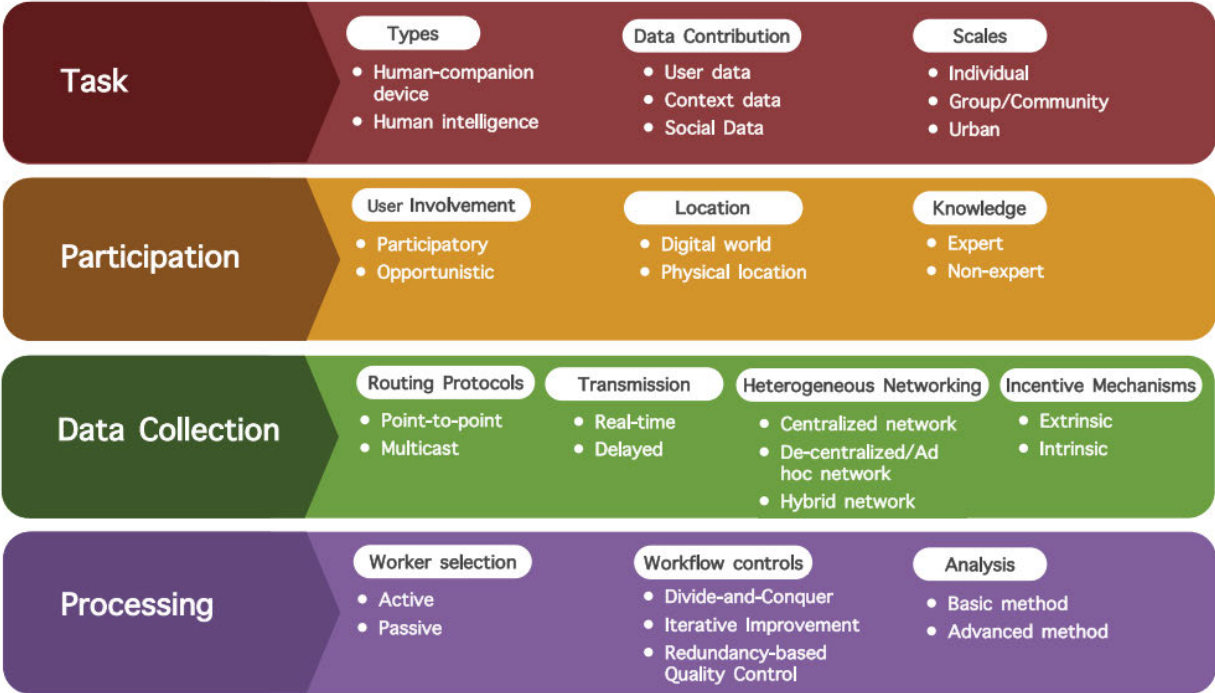 Task
Types
Human-companion
device
Human intelligence
Data Contribution
User data
Context data
Social Data
Scales
Individual
Group/Community
Urban
Participation
User Involvement
Participatory
Opportunistic
Location
Digital world
Physical location
Knowledge
Expert
Non-expert
Data Collection
Routing Protocols
Point-to-point
Multicast
Transmission
Real-time
Delayed
Heterogeneous Networking
Centralized network
De-centralized/Ad
hoc network
Hybrid network
Incentive Mechanisms
Extrinsic
Intrinsic
Processing
Worker selection
Active
Passive
Workflow controls
Divide-and-Conquer
Iterative Improvement
Redundancy-based
Quality Control
Analysis
Basic method
Advanced method